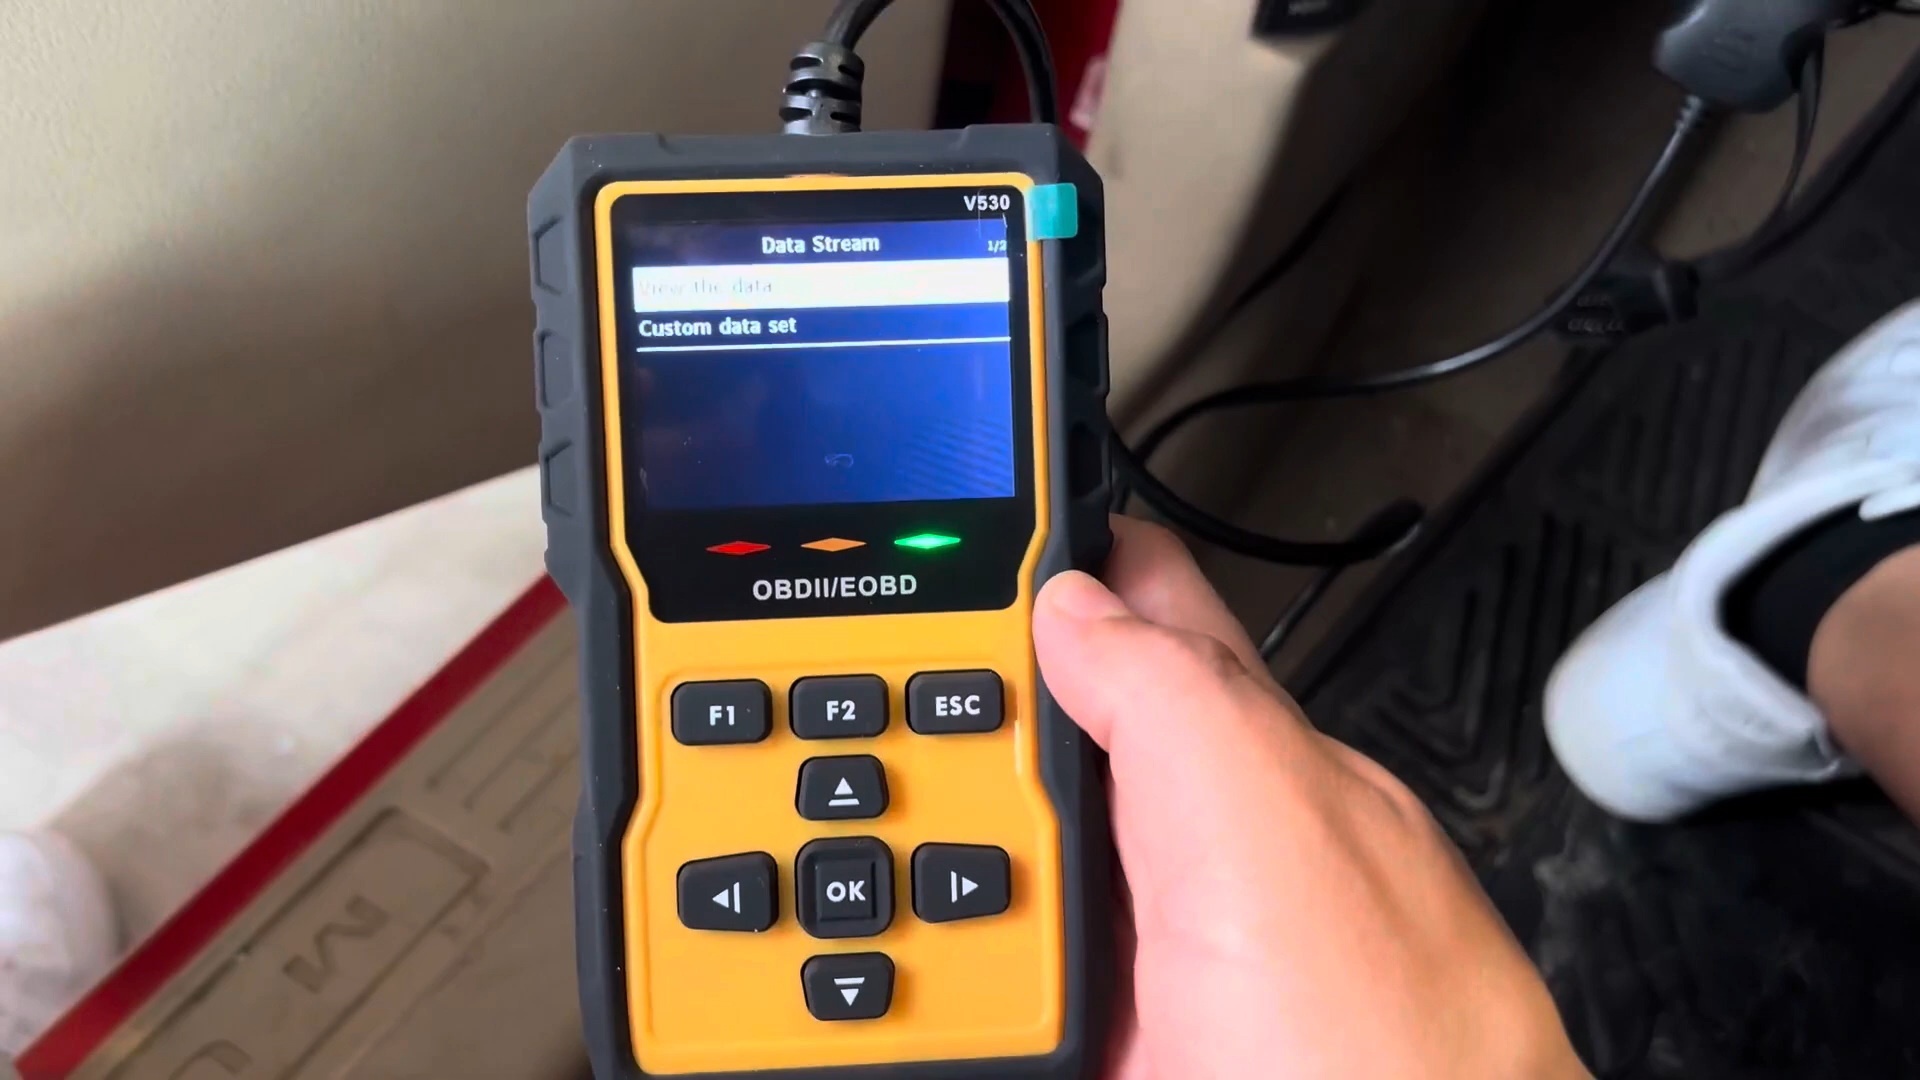 V530
Data Stream
1/2
View the data
Custom data set
OBDII/EOBD
F1
F2
ESC
OK